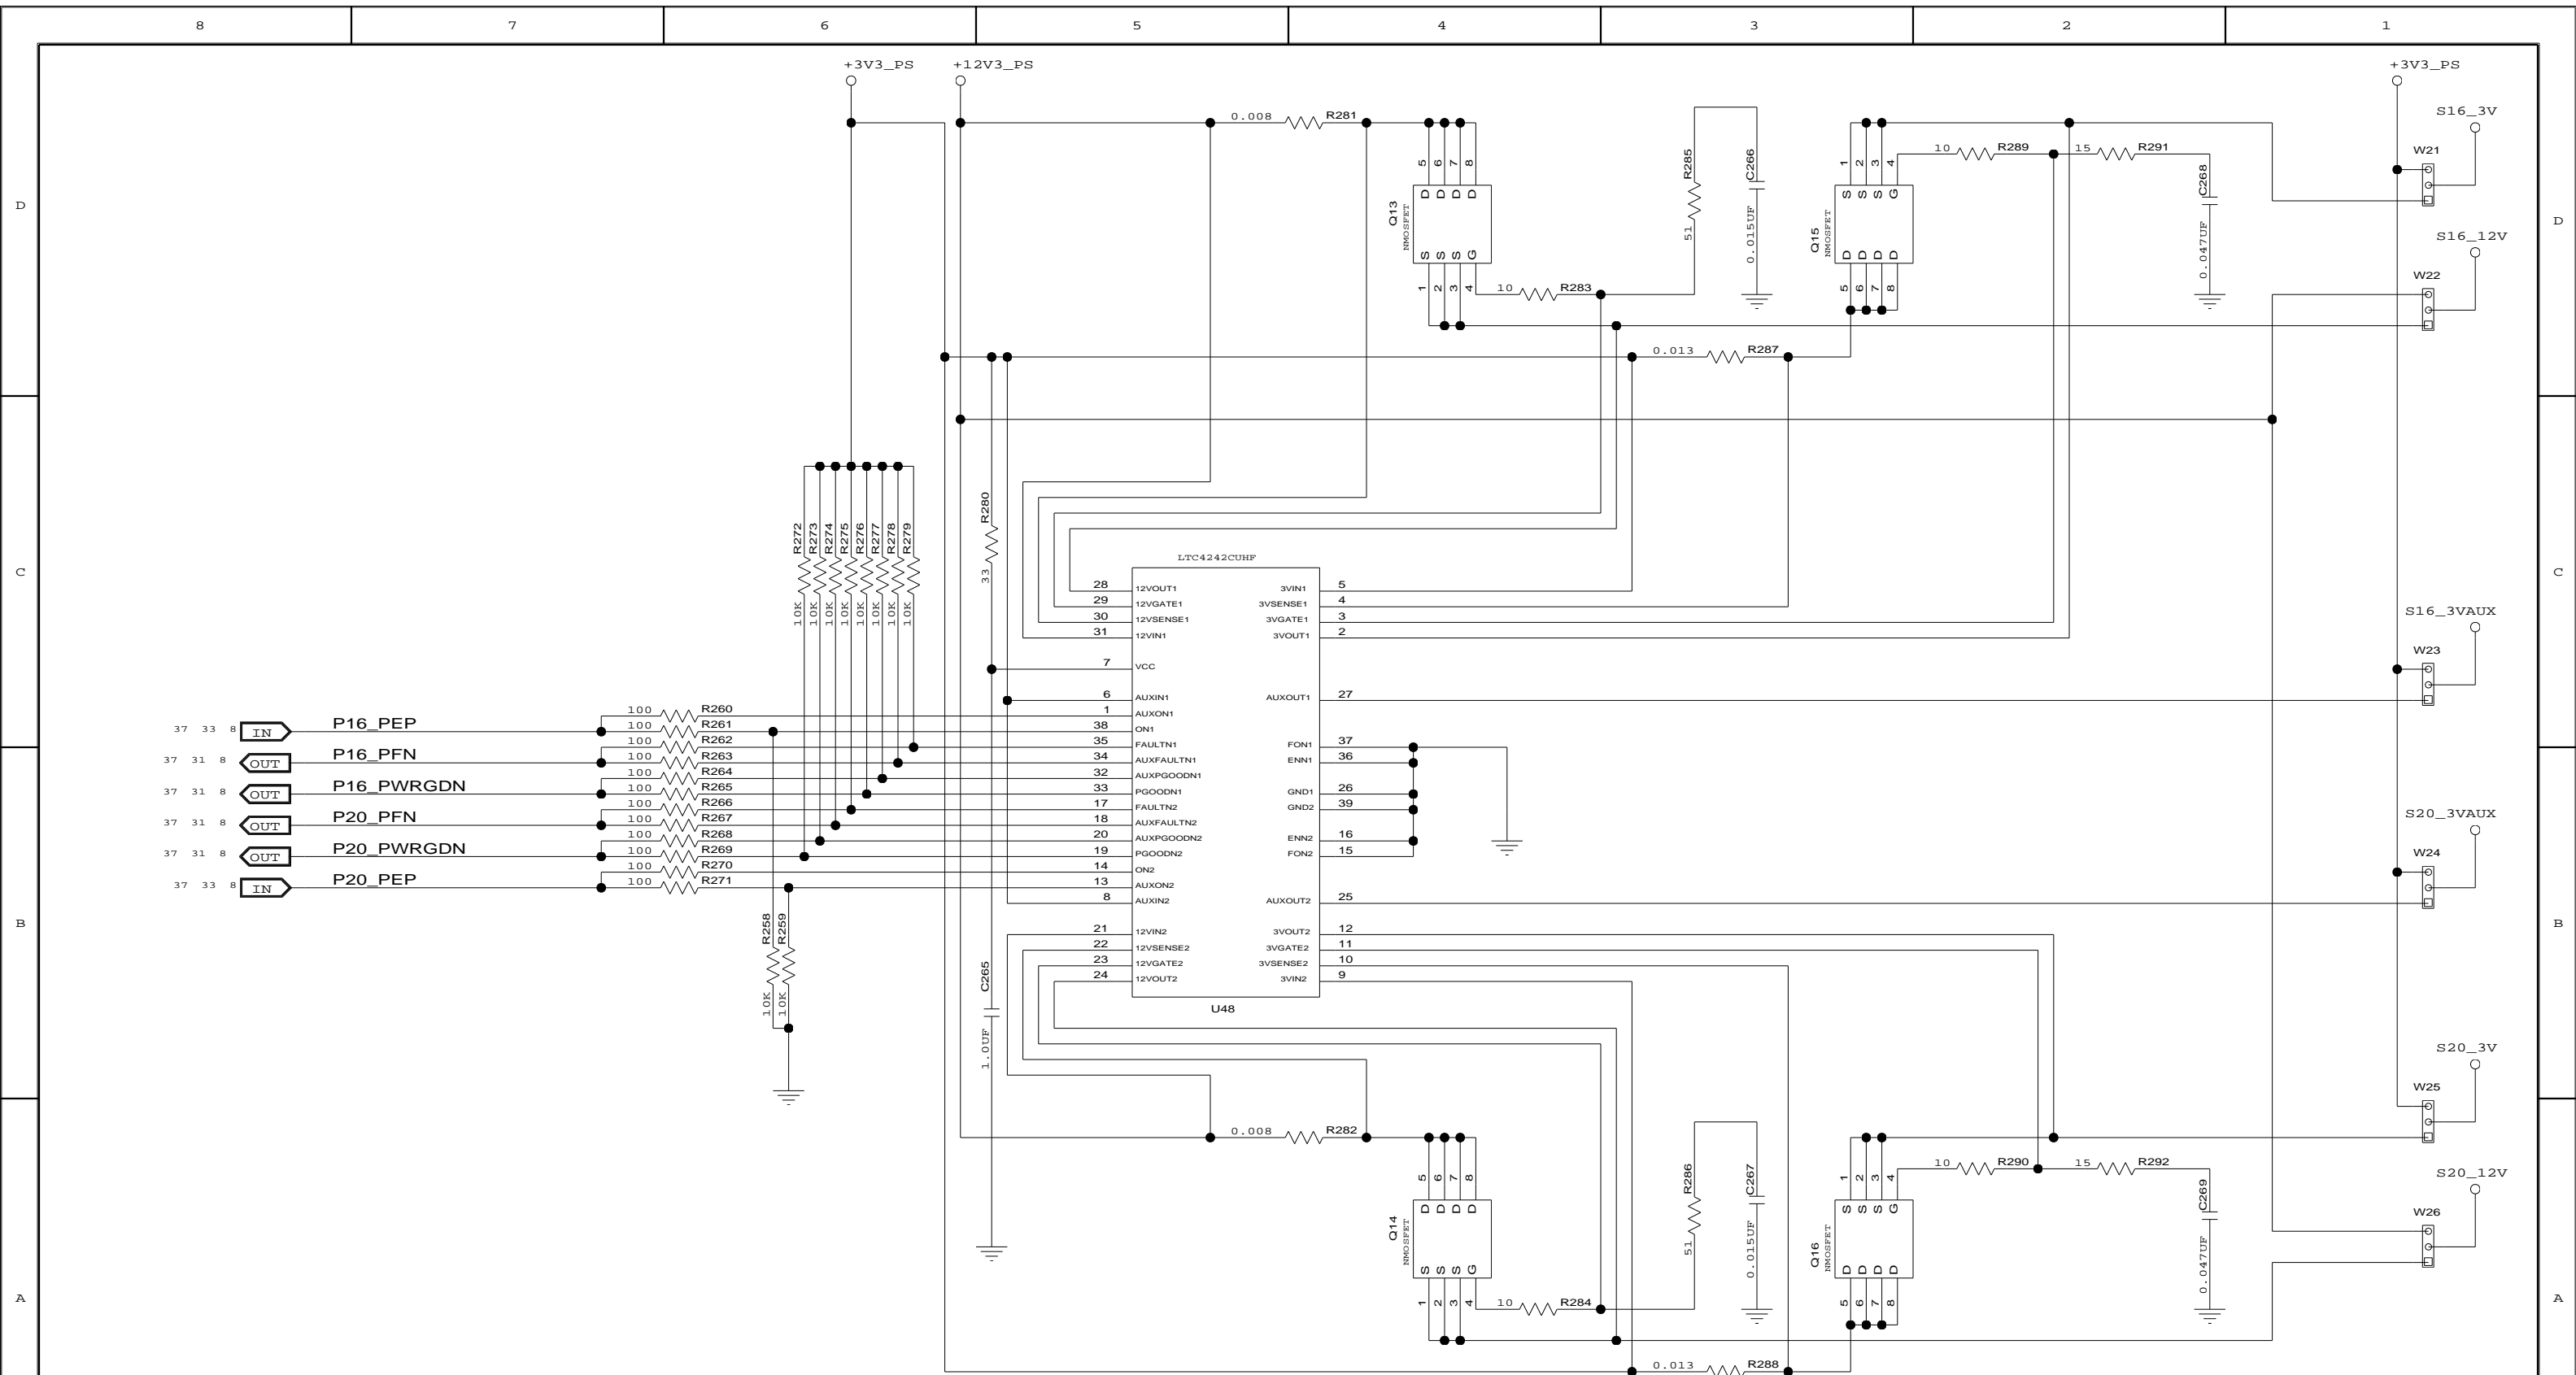 8 7 6 5 4 3 2 1
+3V3_PS +12V3_PS +3V3_PS
D
D
0.008 R281
5 6 7 8
D D D D
Q13
NMOSFET
S S S G
1 2 3 4
10 R283
R285
51
C266
0.015UF
1 2 3 4
S S S G
Q15
NMOSFET
D D D D
5 6 7 8
10 R289
15 R291
C268
0.047UF
S16_3V
W21
S16_12V
W22
0.013 R287
C
C
R272 R273 R274 R275 R276 R277 R278 R279
10K 10K 10K 10K 10K 10K 10K 10K
R280
33
LTC4242CUHF
28 12VOUT1 3VIN1 5
29 12VGATE1 3VSENSE1 4
30 12VSENSE1 3VGATE1 3
31 12VIN1 3VOUT1 2
7 VCC
6 AUXIN1 AUXOUT1 27
1 AUXON1
38 ON1
35 FAULTN1 FON1 37
34 AUXFAULTN1 ENN1 36
32 AUXPGOODN1
33 PGOODN1 GND1 26
17 FAULTN2 GND2 39
18 AUXFAULTN2
20 AUXPGOODN2 ENN2 16
19 PGOODN2 FON2 15
14 ON2
13 AUXON2
8 AUXIN2 AUXOUT2 25
21 12VIN2 3VOUT2 12
22 12VSENSE2 3VGATE2 11
23 12VGATE2 3VSENSE2 10
24 12VOUT2 3VIN2 9
U48
S16_3VAUX
W23
S20_3VAUX
W24
37 33 8 IN P16_PEP
37 31 8 OUT P16_PFN
37 31 8 OUT P16_PWRGDN
37 31 8 OUT P20_PFN
37 31 8 OUT P20_PWRGDN
37 33 8 IN P20_PEP
100 R260
100 R261
100 R262
100 R263
100 R264
100 R265
100 R266
100 R267
100 R268
100 R269
100 R270
100 R271
B
B
R258 R259
10K 10K
C265
1.0UF
S20_3V
W25
S20_12V
W26
0.008 R282
5 6 7 8
D D D D
Q14
NMOSFET
S S S G
1 2 3 4
10 R284
R286
51
C267
0.015UF
1 2 3 4
S S S G
Q16
NMOSFET
D D D D
5 6 7 8
10 R290
15 R292
C269
0.047UF
A
A
0.013 R288